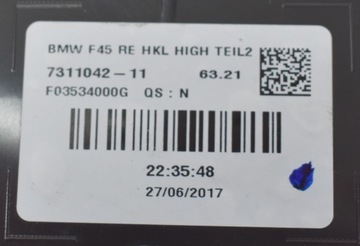 BMW F45 RE HKL HIGH TEIL2
7311042-11 63.21
F03534000G QS : N
22:35:48
27/06/2017